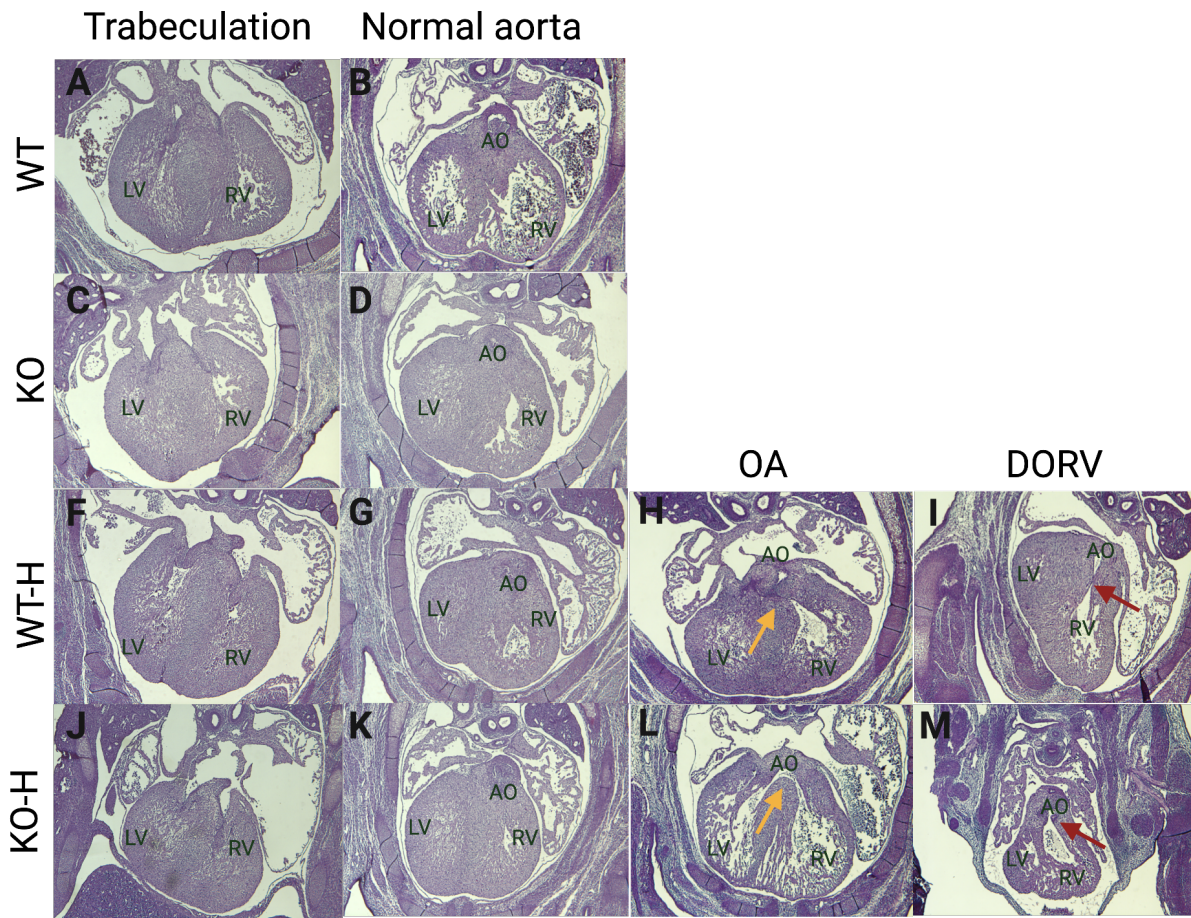 Trabeculation Normal aorta
WT
A
LV
RV
B
AO
LV
RV
KO
C
LV
RV
D
AO
LV
RV
OA DORV
WT-H
F
LV
RV
G
AO
LV
RV
H
AO
LV
RV
I
AO
LV
RV
KO-H
J
LV
RV
K
AO
LV
RV
L
AO
LV
RV
M
AO
LV
RV